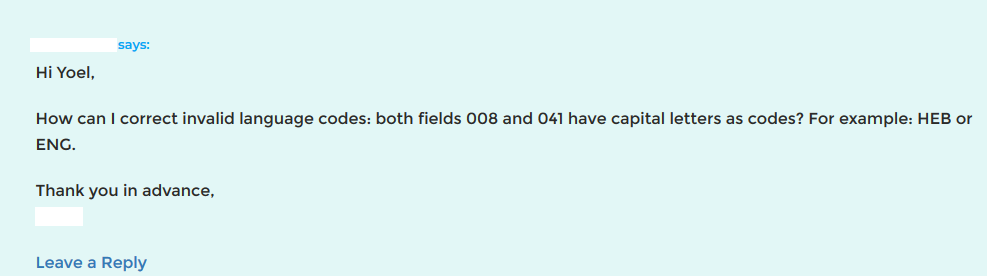 says:
Hi Yoel,
How can I correct invalid language codes: both fields 008 and 041 have capital letters as codes? For example: HEB or
ENG.
Thank you in advance,
Leave a Reply